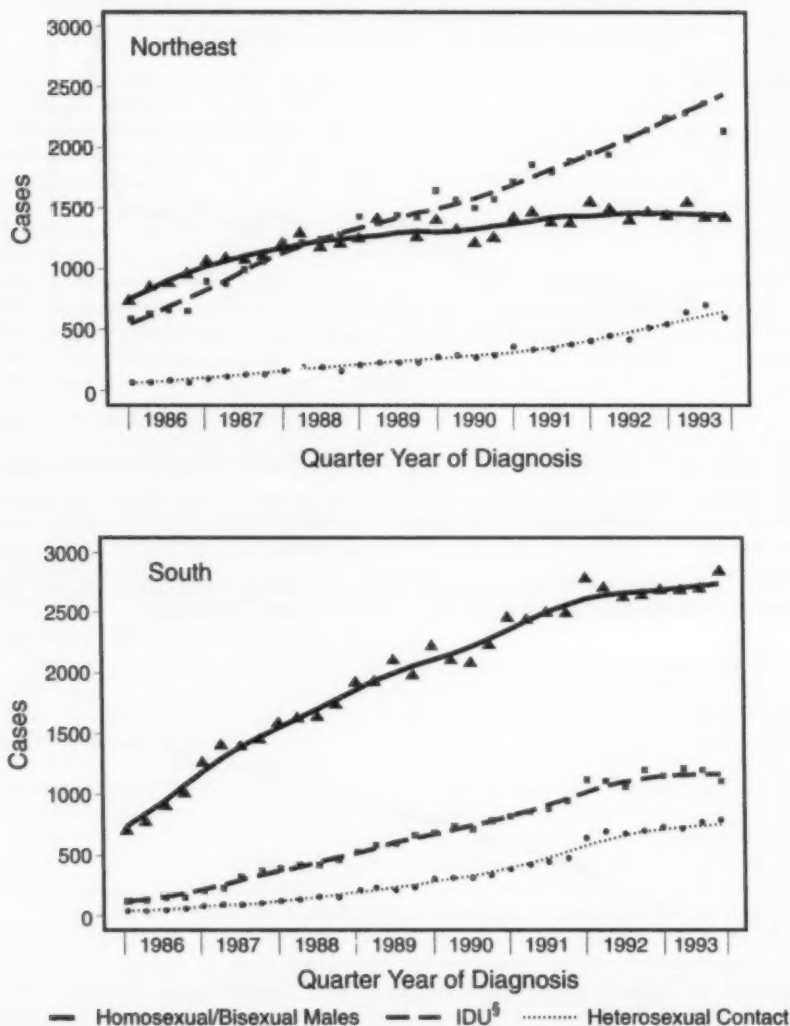 Northeast
3000
2500
2000
1500
1000
500
0
Cases
1986 1987 1988 1989 1990 1991 1992 1993
Quarter Year of Diagnosis
South
3000
2500
2000
1500
1000
500
0
Cases
1986 1987 1988 1989 1990 1991 1992 1993
Quarter Year of Diagnosis
Homosexual/Bisexual Males IDU§ Heterosexual Contact